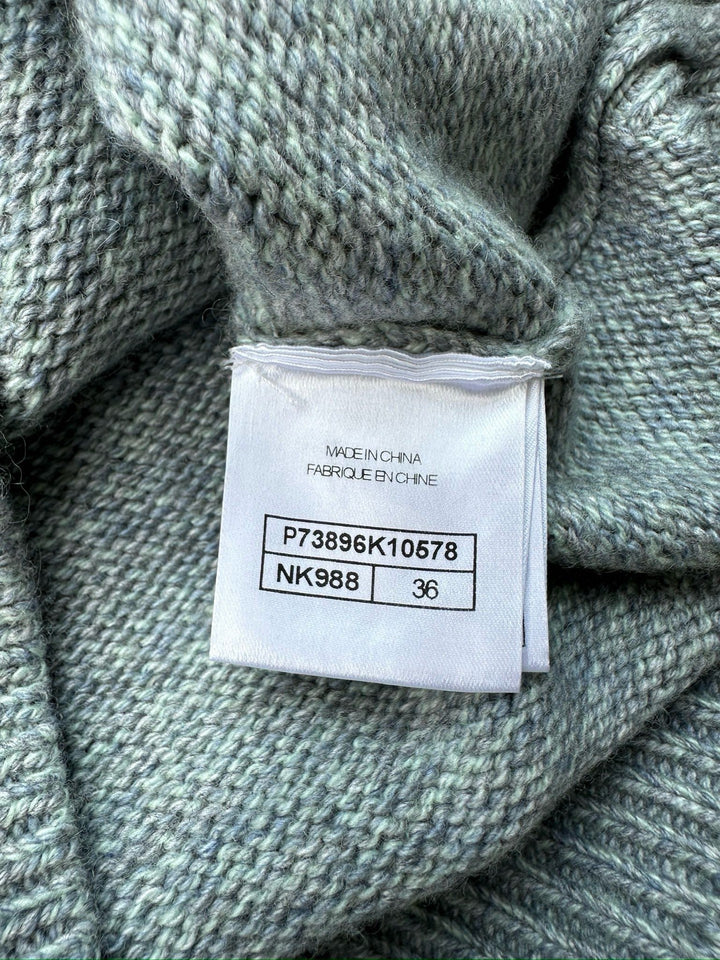 MADE IN CHINA
FABRIQUE EN CHINE
P73896K10578
NK988 36